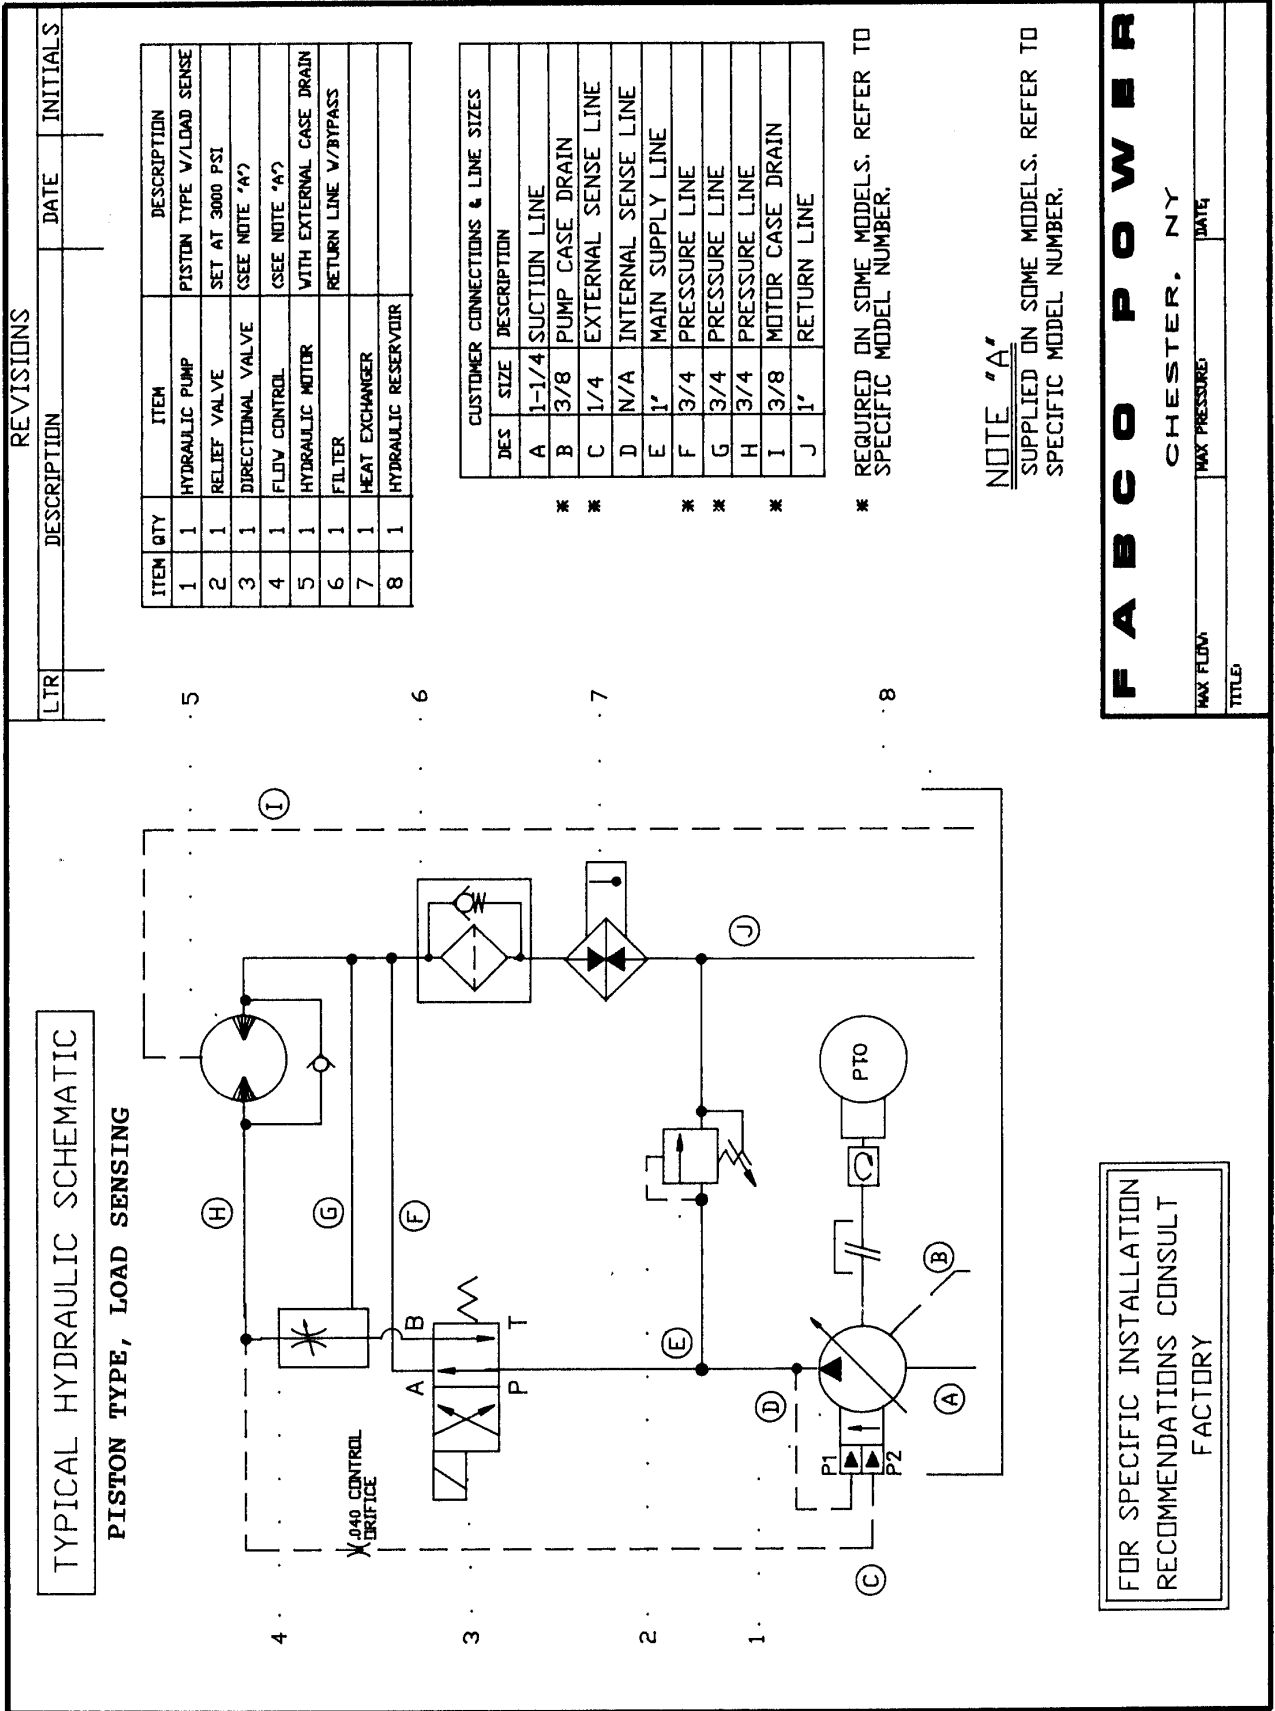 TYPICAL HYDRAULIC SCHEMATIC
PISTON TYPE, LOAD SENSING
REVISIONS
LTR DESCRIPTION DATE INITIALS
ITEM QTY ITEM DESCRIPTION
1 1 HYDRAULIC PUMP PISTON TYPE W/LOAD SENSE
2 1 RELIEF VALVE SET AT 3000 PSI
3 1 DIRECTIONAL VALVE (SEE NOTE "A")
4 1 FLOW CONTROL (SEE NOTE "A")
5 1 HYDRAULIC MOTOR WITH EXTERNAL CASE DRAIN
6 1 FILTER RETURN LINE W/BYPASS
7 1 HEAT EXCHANGER
8 1 HYDRAULIC RESERVOIR
CUSTOMER CONNECTIONS & LINE SIZES
DES SIZE DESCRIPTION
A 1-1/4 SUCTION LINE
* B 3/8 PUMP CASE DRAIN
* C 1/4 EXTERNAL SENSE LINE
D N/A INTERNAL SENSE LINE
E 1" MAIN SUPPLY LINE
* F 3/4 PRESSURE LINE
* G 3/4 PRESSURE LINE
H 3/4 PRESSURE LINE
* I 3/8 MOTOR CASE DRAIN
J 1" RETURN LINE
* REQUIRED ON SOME MODELS. REFER TO
SPECIFIC MODEL NUMBER.
NOTE "A"
SUPPLIED ON SOME MODELS. REFER TO
SPECIFIC MODEL NUMBER.
4
3
2
1
5
6
7
8
H
G
F
I
J
E
D
C
B
A
A B
P T
.040 CONTROL
ORIFICE
P1
P2
PTO
FOR SPECIFIC INSTALLATION
RECOMMENDATIONS CONSULT
FACTORY
FABCO POWER
CHESTER, NY
MAX FLOW: MAX PRESSURE: DATE:
TITLE: